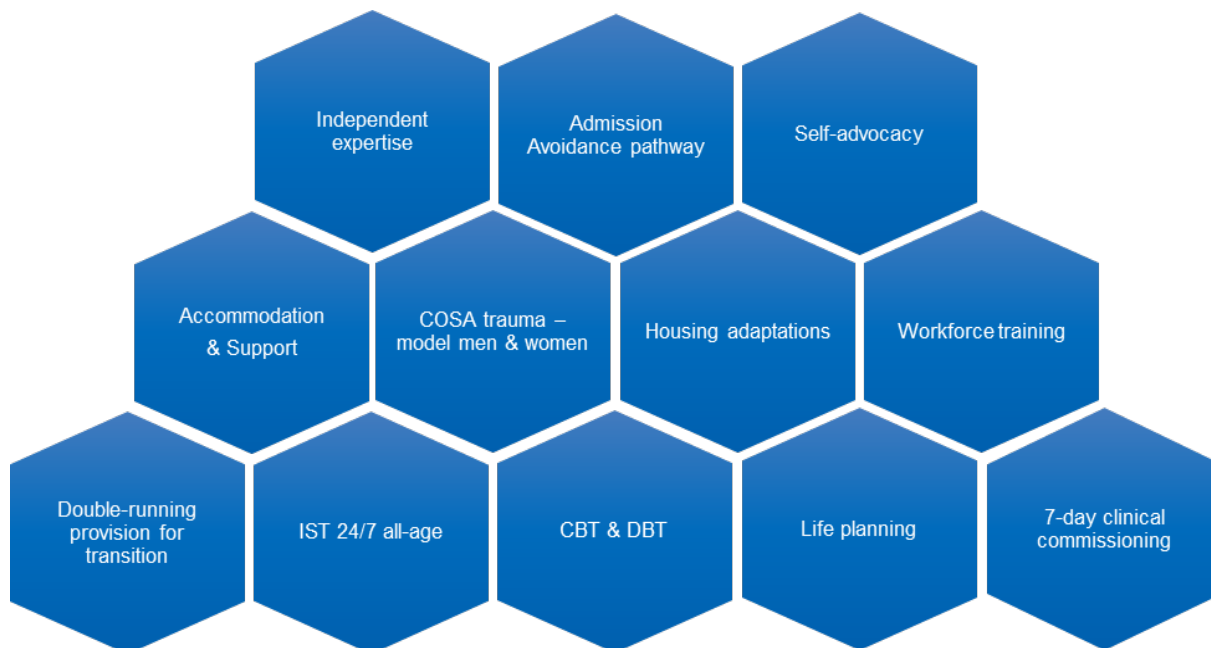 Independent
expertise
Admission
Avoidance pathway
Self-advocacy
Accommodation
& Support
COSA trauma –
model men & women
Housing adaptations
Workforce training
Double-running
provision for
transition
IST 24/7 all-age
CBT & DBT
Life planning
7-day clinical
commissioning